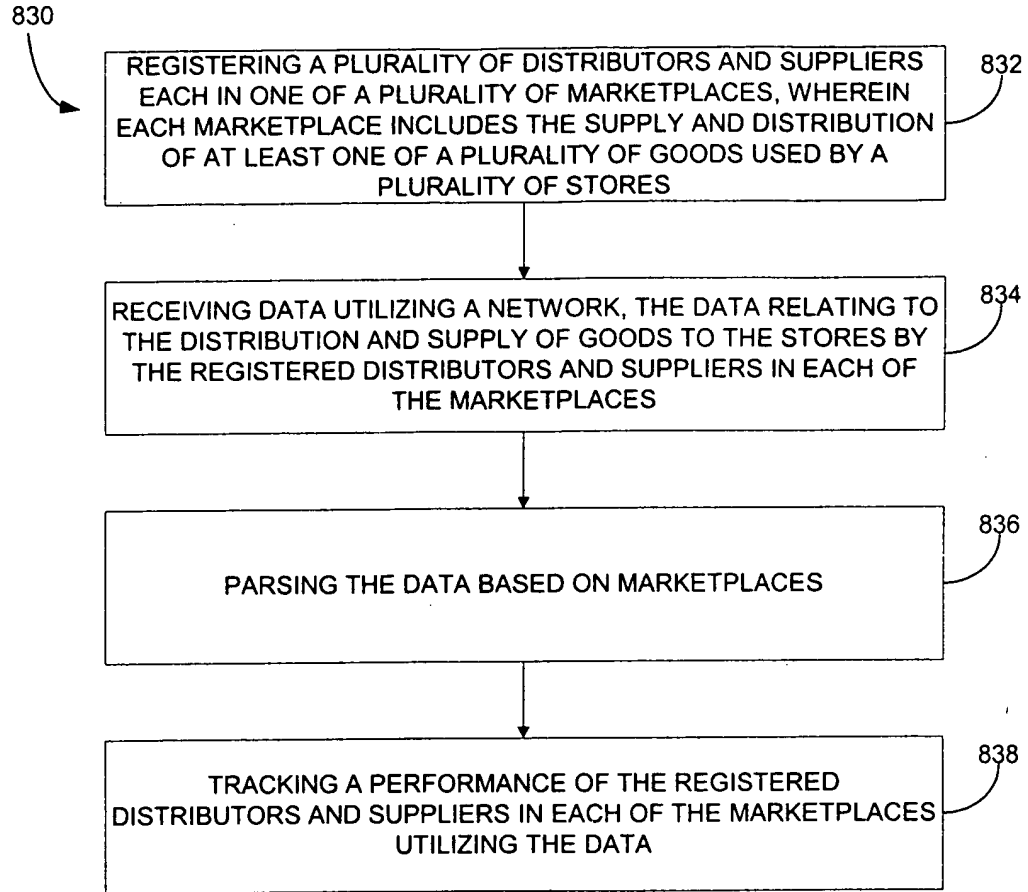 830
REGISTERING A PLURALITY OF DISTRIBUTORS AND SUPPLIERS
EACH IN ONE OF A PLURALITY OF MARKETPLACES, WHEREIN
EACH MARKETPLACE INCLUDES THE SUPPLY AND DISTRIBUTION
OF AT LEAST ONE OF A PLURALITY OF GOODS USED BY A
PLURALITY OF STORES
832
RECEIVING DATA UTILIZING A NETWORK, THE DATA RELATING TO
THE DISTRIBUTION AND SUPPLY OF GOODS TO THE STORES BY
THE REGISTERED DISTRIBUTORS AND SUPPLIERS IN EACH OF
THE MARKETPLACES
834
PARSING THE DATA BASED ON MARKETPLACES
836
TRACKING A PERFORMANCE OF THE REGISTERED
DISTRIBUTORS AND SUPPLIERS IN EACH OF THE MARKETPLACES
UTILIZING THE DATA
838